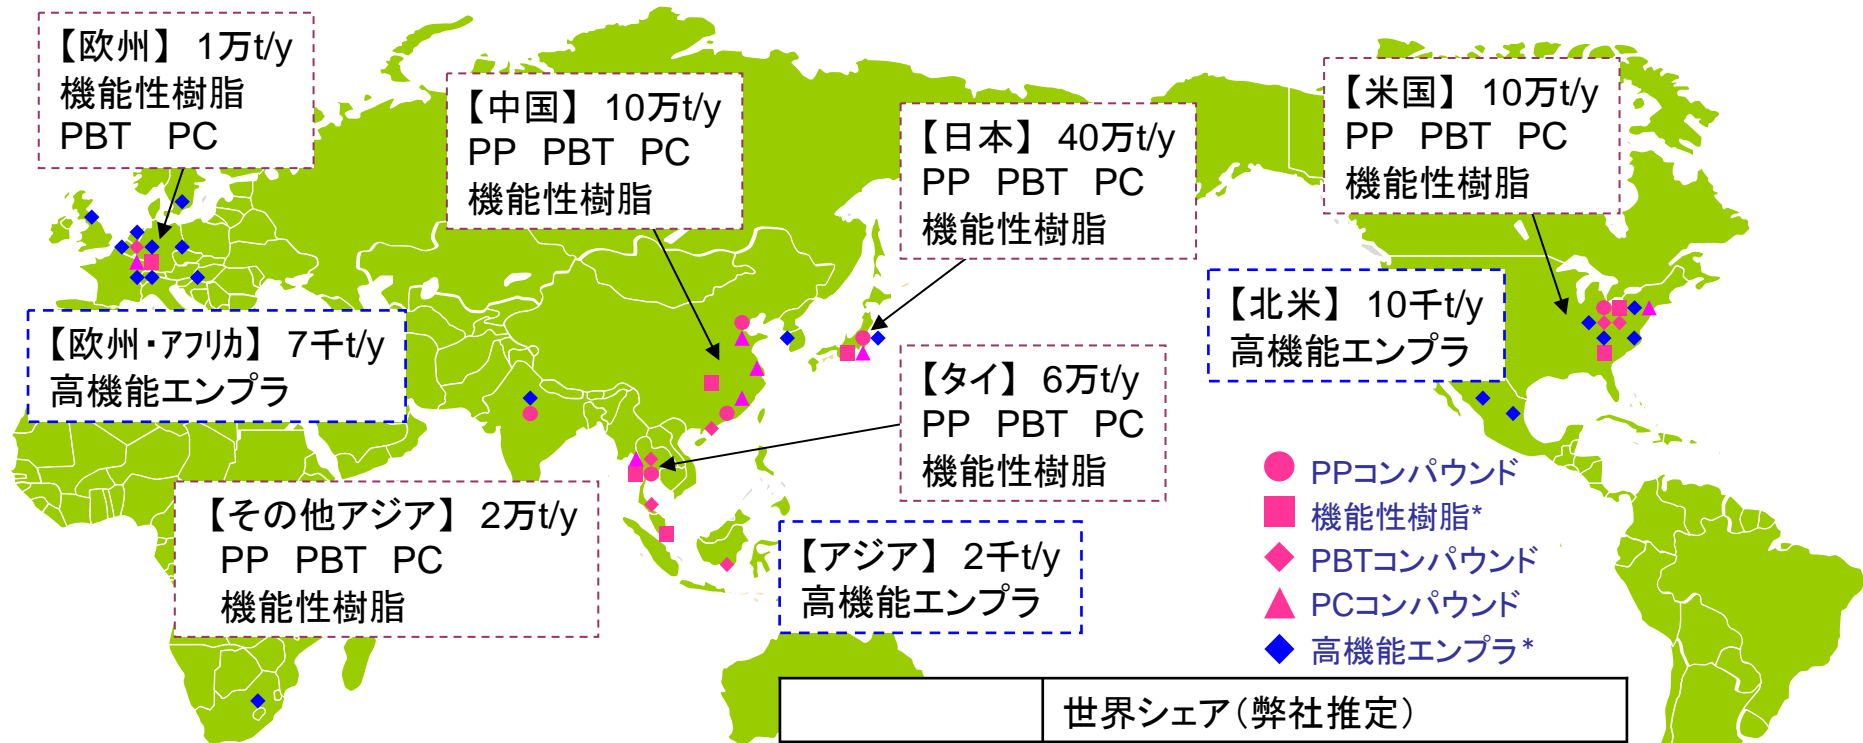 【欧州】 1万t/y
機能性樹脂
PBT PC
【中国】 10万t/y
PP PBT PC
機能性樹脂
【日本】 40万t/y
PP PBT PC
機能性樹脂
【米国】 10万t/y
PP PBT PC
機能性樹脂
【欧州・アフリカ】 7千t/y
高機能エンプラ
【北米】 10千t/y
高機能エンプラ
【タイ】 6万t/y
PP PBT PC
機能性樹脂
【その他アジア】 2万t/y
PP PBT PC
機能性樹脂
【アジア】 2千t/y
高機能エンプラ
PPコンパウンド
機能性樹脂*
PBTコンパウンド
PCコンパウンド
高機能エンプラ*
世界シェア(弊社推定)